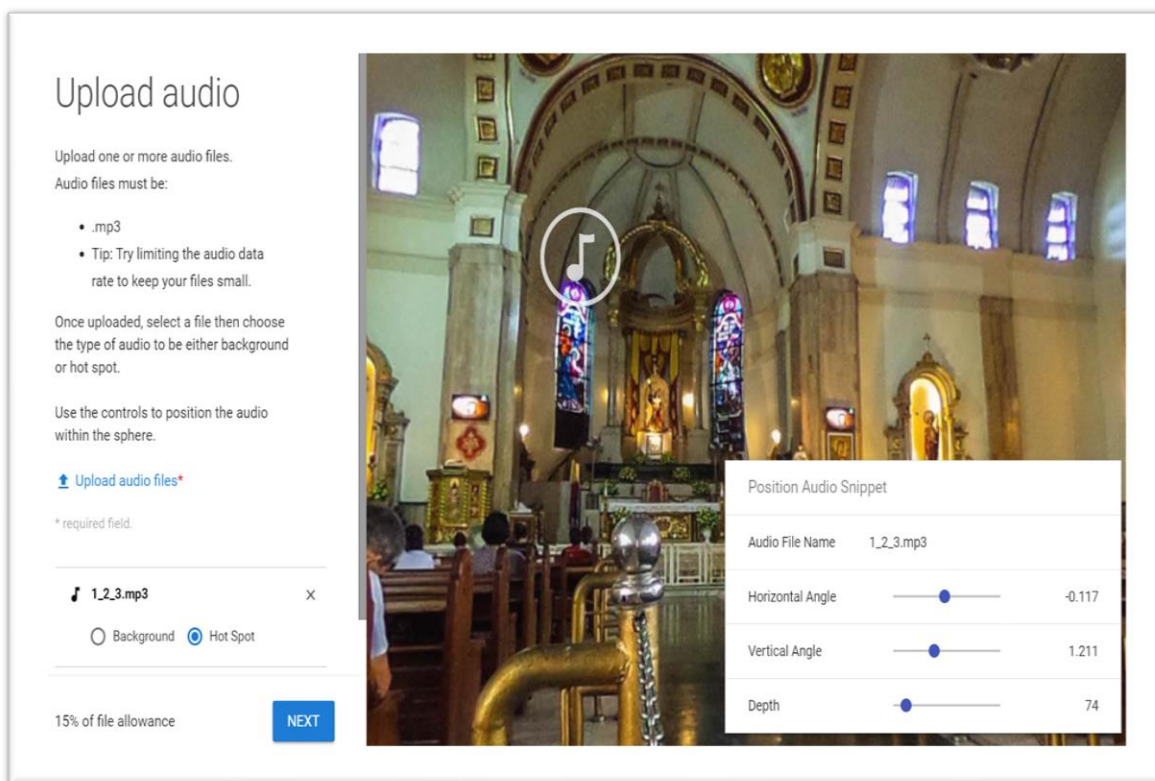 Upload audio
Upload one or more audio files.
Audio files must be:
• .mp3
• Tip: Try limiting the audio data
rate to keep your files small.
Once uploaded, select a file then choose
the type of audio to be either background
or hot spot.
Use the controls to position the audio
within the sphere.
Upload audio files*
* required field.
1_2_3.mp3 X
Background Hot Spot
15% of file allowance NEXT
Position Audio Snippet
Audio File Name 1_2_3.mp3
Horizontal Angle -0.117
Vertical Angle 1.211
Depth 74